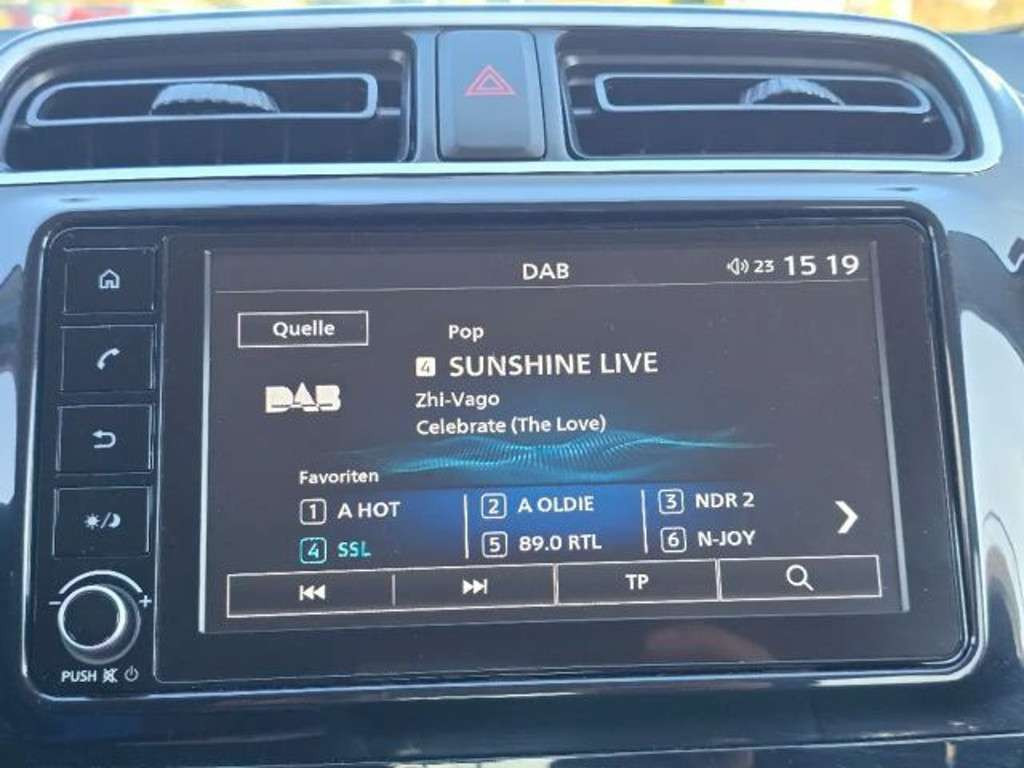 DAB 23 15 19
Quelle
Pop
4 SUNSHINE LIVE
DAB
Zhi-Vago
Celebrate (The Love)
Favoriten
1 A HOT 2 A OLDIE 3 NDR 2
4 SSL 5 89.0 RTL 6 N-JOY
TP
- +
PUSH